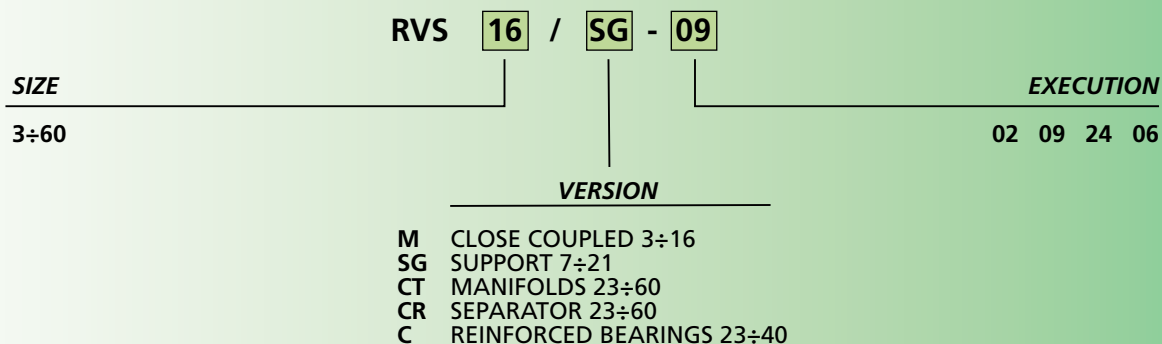 RVS 16 / SG - 09
SIZE
EXECUTION
3÷60
02 09 24 06
VERSION
M CLOSE COUPLED 3÷16
SG SUPPORT 7÷21
CT MANIFOLDS 23÷60
CR SEPARATOR 23÷60
C REINFORCED BEARINGS 23÷40